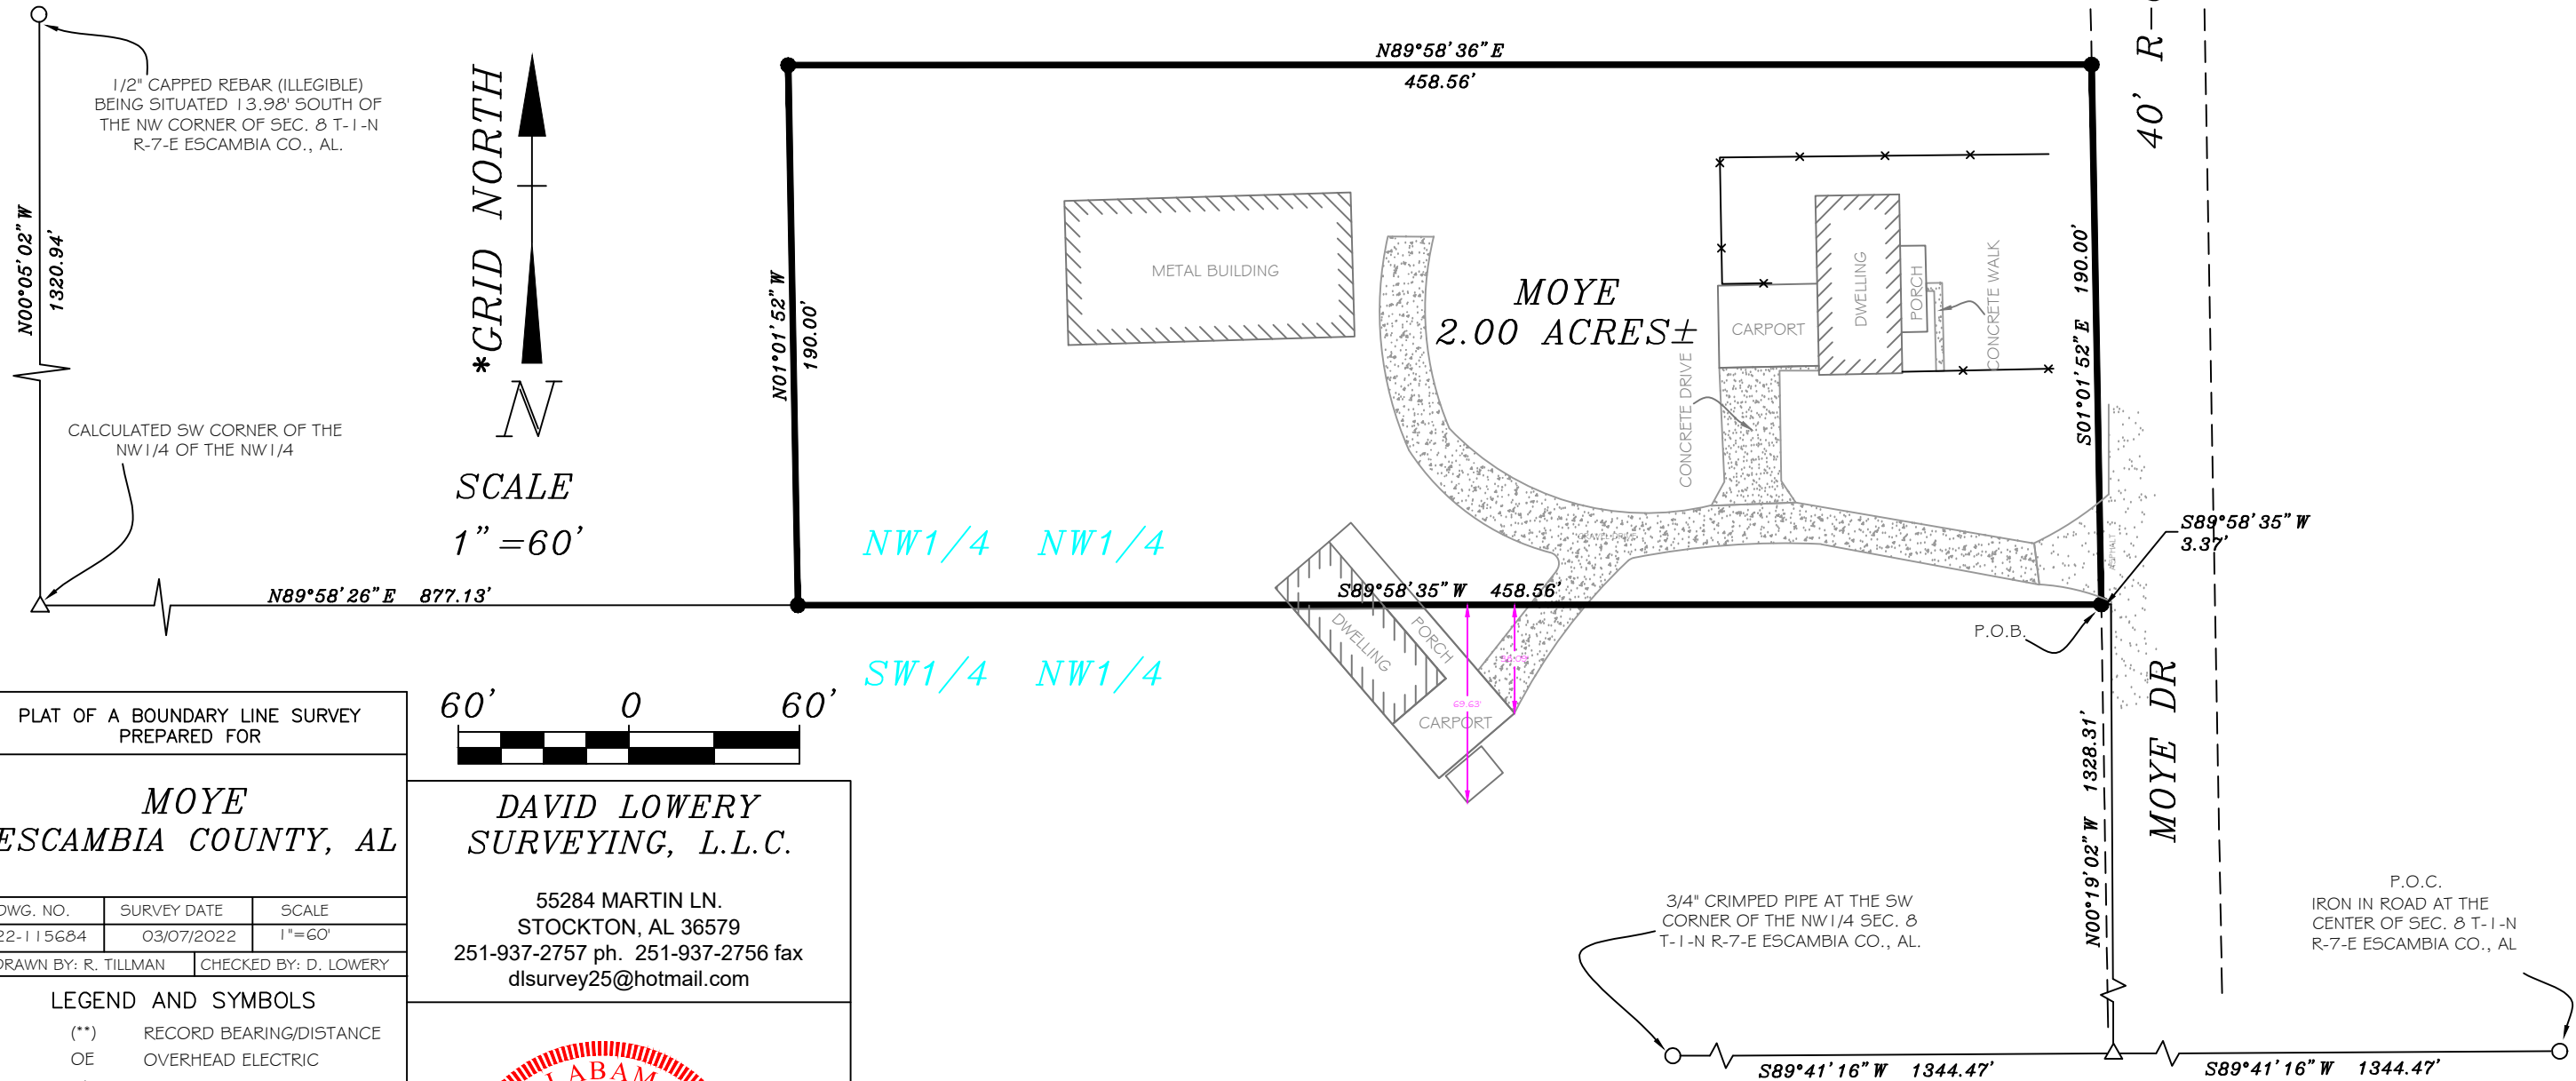 1/2" CAPPED REBAR (ILLEGIBLE)
BEING SITUATED 13.98' SOUTH OF
THE NW CORNER OF SEC. 8 T-1-N
R-7-E ESCAMBIA CO., AL.
N00°05'02"W
1320.94'
CALCULATED SW CORNER OF THE
NW1/4 OF THE NW1/4
*GRID NORTH
N
SCALE
1"=60'
N89°58'26"E 877.13'
N89°58'36"E
458.56'
N01°01'52"W
190.00'
METAL BUILDING
MOYE
2.00 ACRES±
CARPORT
DWELLING
PORCH
CONCRETE WALK
CONCRETE DRIVE
S01°01'52"E 190.00'
40' R-
NW1/4 NW1/4
S89°58'35"W 458.56'
S89°58'35"W
3.37'
ASPHALT
P.O.B.
SW1/4 NW1/4
DWELLING
PORCH
CARPORT
69.63'
MOYE DR
N00°19'02"W 1328.31'
60' 0 60'
PLAT OF A BOUNDARY LINE SURVEY
PREPARED FOR
MOYE
ESCAMBIA COUNTY, AL
DWG. NO. SURVEY DATE SCALE
22-115684 03/07/2022 1"=60'
DRAWN BY: R. TILLMAN CHECKED BY: D. LOWERY
LEGEND AND SYMBOLS
(**) RECORD BEARING/DISTANCE
OE OVERHEAD ELECTRIC
DAVID LOWERY
SURVEYING, L.L.C.
55284 MARTIN LN.
STOCKTON, AL 36579
251-937-2757 ph. 251-937-2756 fax
dlsurvey25@hotmail.com
LABAM
3/4" CRIMPED PIPE AT THE SW
CORNER OF THE NW1/4 SEC. 8
T-1-N R-7-E ESCAMBIA CO., AL.
P.O.C.
IRON IN ROAD AT THE
CENTER OF SEC. 8 T-1-N
R-7-E ESCAMBIA CO., AL
S89°41'16"W 1344.47'
S89°41'16"W 1344.47'